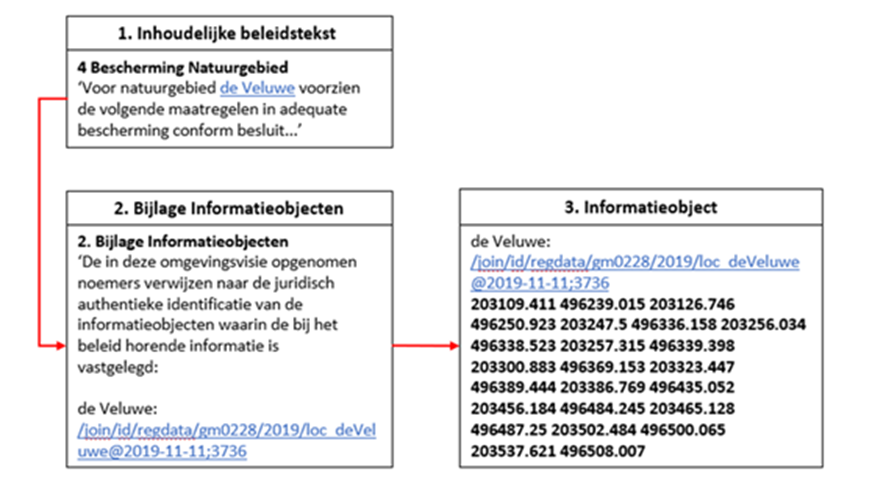 1. Inhoudelijke beleidstekst
4 Bescherming Natuurgebied
‘Voor natuurgebied de Veluwe voorzien
de volgende maatregelen in adequate
bescherming conform besluit...’
2. Bijlage Informatieobjecten
2. Bijlage Informatieobjecten
‘De in deze omgevingsvisie opgenomen
noemers verwijzen naar de juridisch
authentieke identificatie van de
informatieobjecten waarin de bij het
beleid horende informatie is
vastgelegd:
de Veluwe:
/join/id/regdata/gm0228/2019/loc_deVel
uwe@2019-11-11;3736
3. Informatieobject
de Veluwe:
/join/id/regdata/gm0228/2019/loc_deVeluwe
@2019-11-11;3736
203109.411 496239.015 203126.746
496250.923 203247.5 496336.158 203256.034
496338.523 203257.315 496339.398
203300.883 496369.153 203323.447
496389.444 203386.769 496435.052
203456.184 496484.245 203465.128
496487.25 203502.484 496500.065
203537.621 496508.007